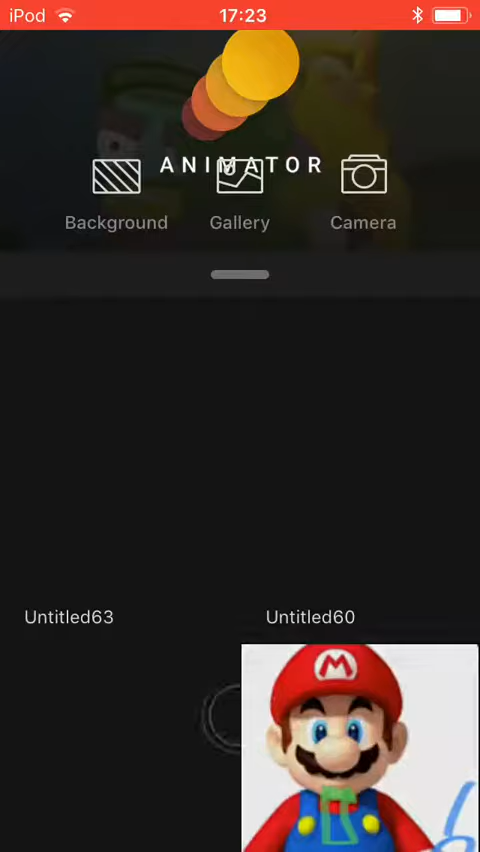 iPod 17:23
ANIMATOR
Background Gallery Camera
Untitled63 Untitled60
M